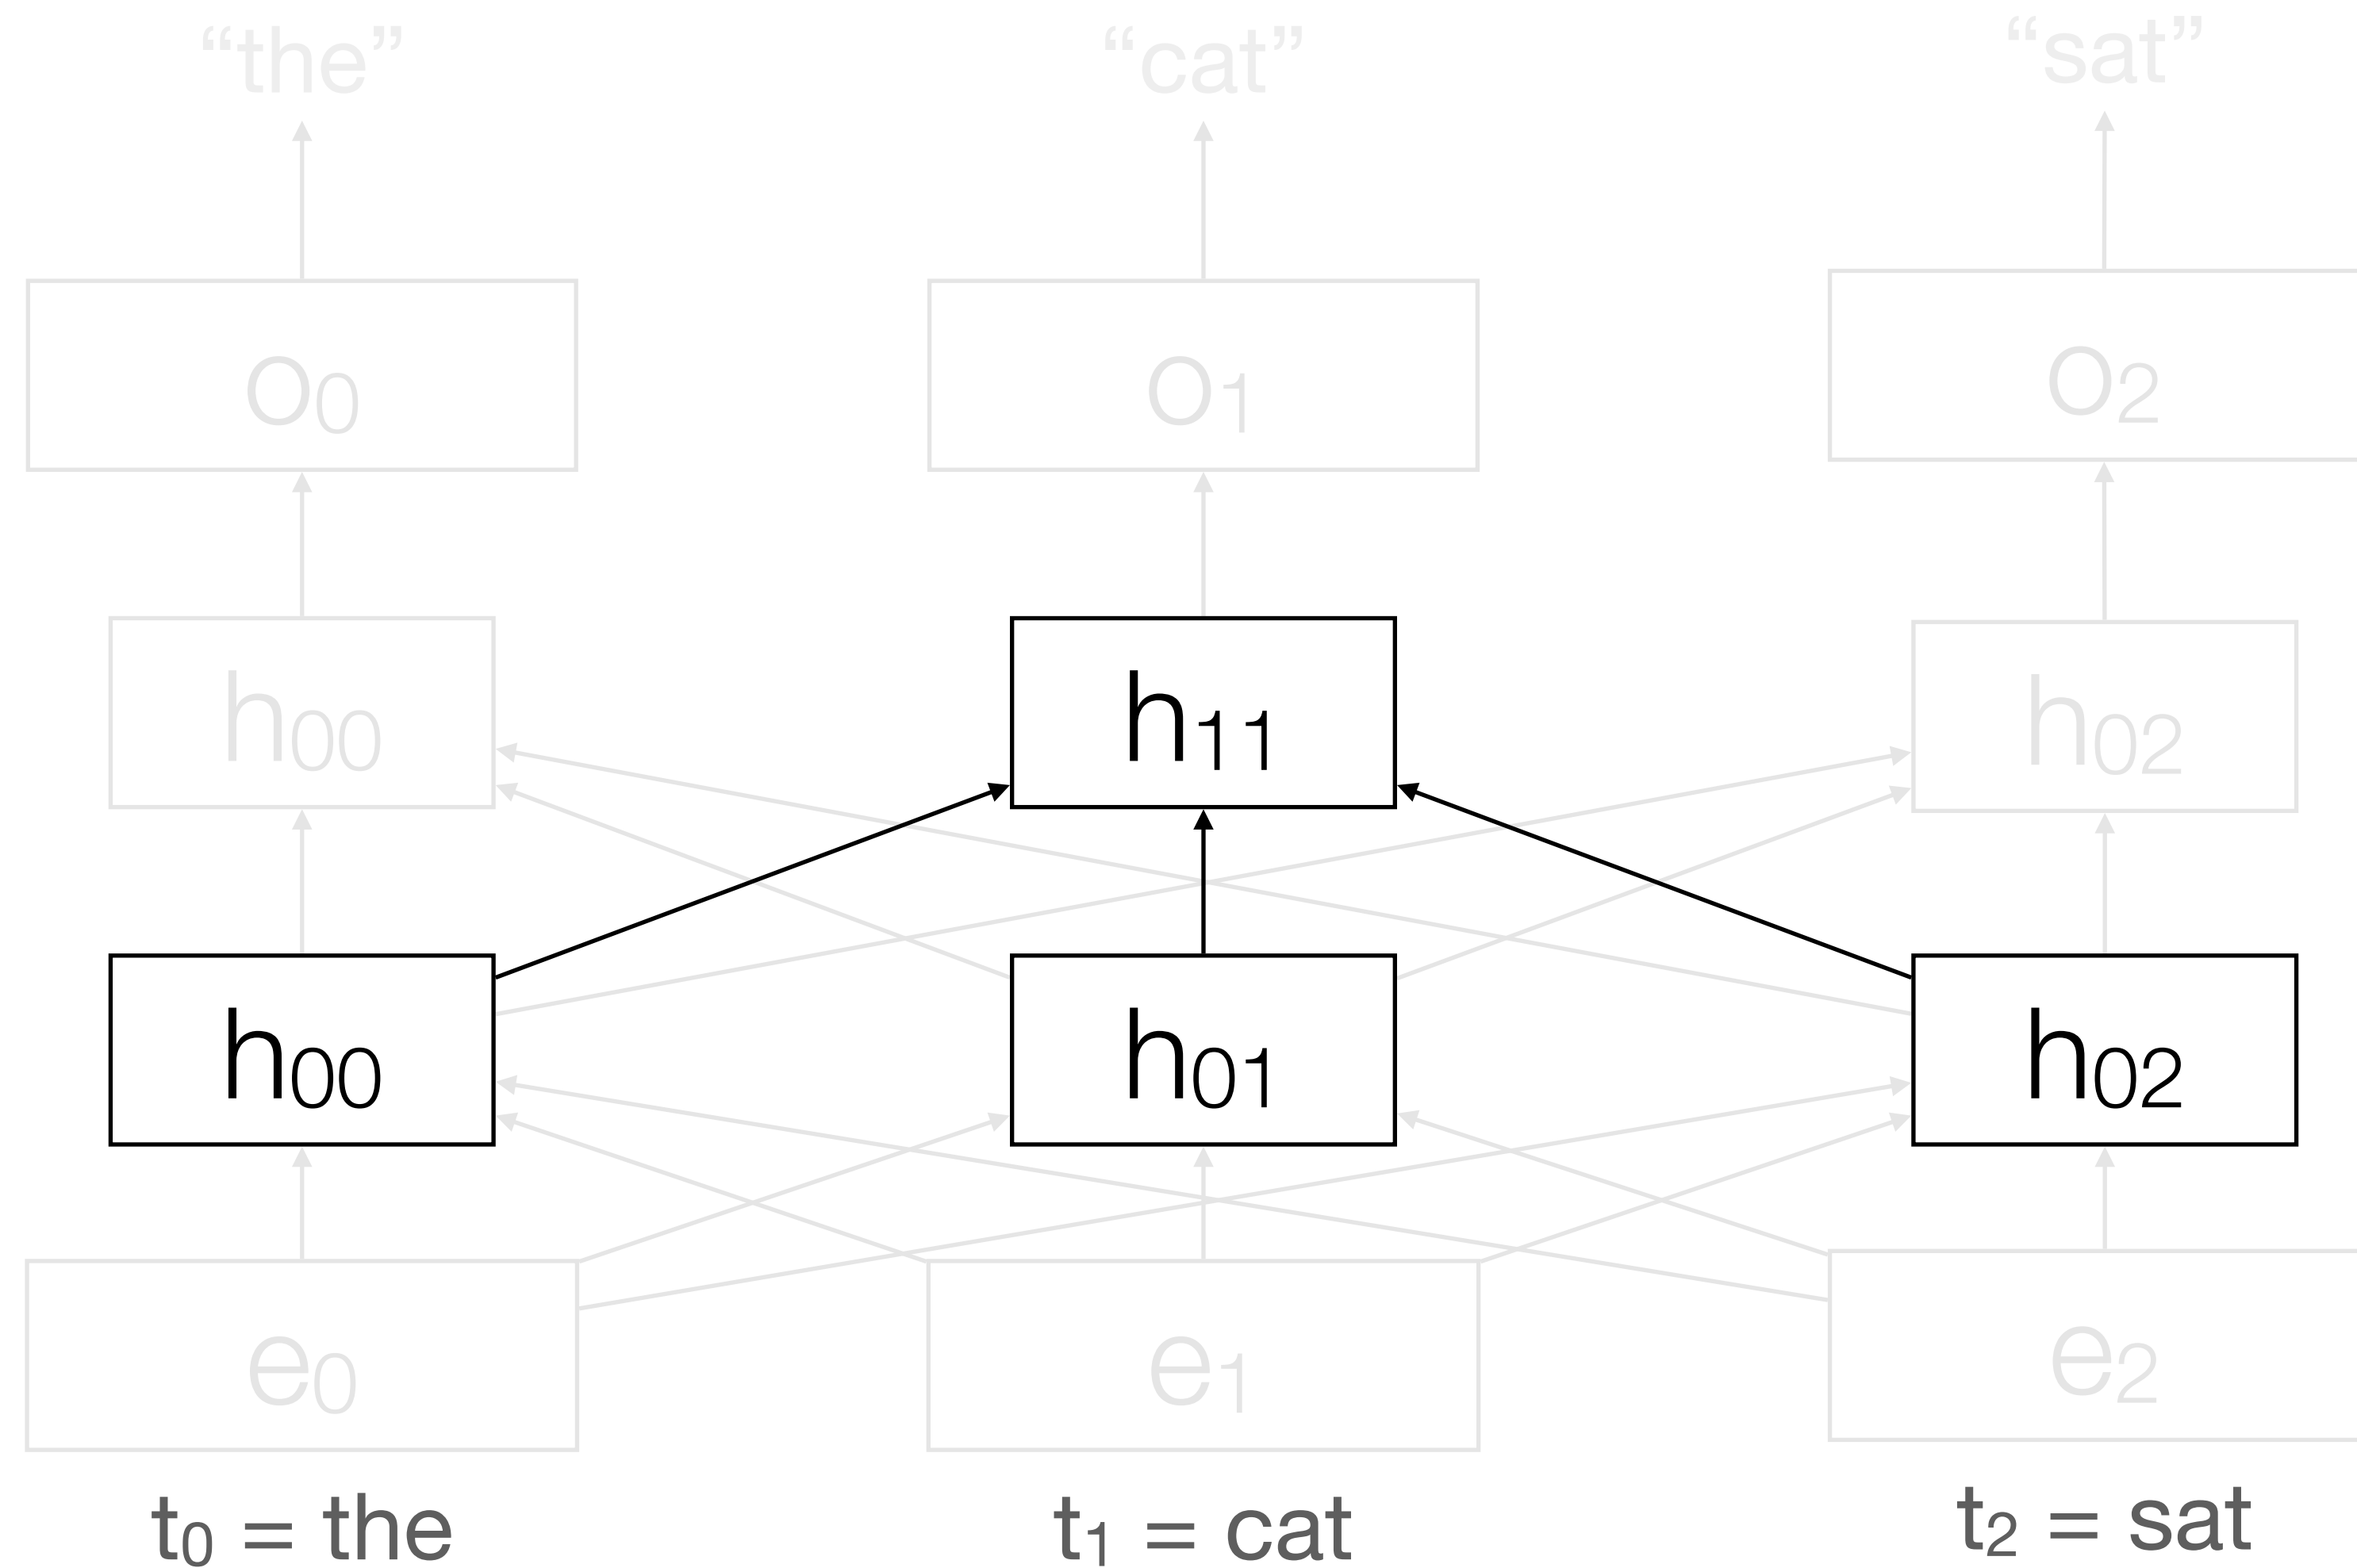 “the” “cat” “sat”
o0 o1 o2
h00 h11 h02
h00 h01 h02
e0 e1 e2
t0 = the t1 = cat t2 = sat